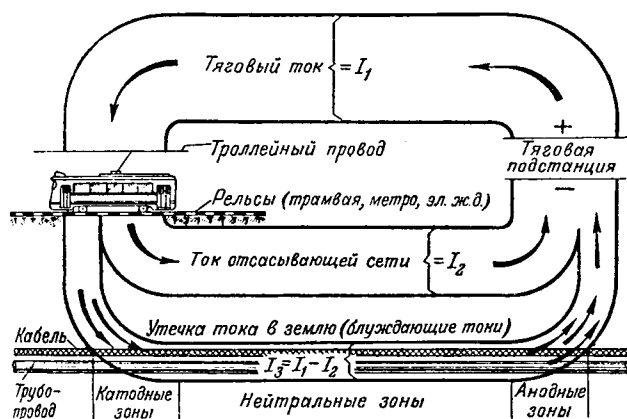 Тяговый ток = I₁
Троллейный провод
+
Тяговая
подстанция
−
Рельсы (трамвая, метро, эл. ж.д.)
Ток отсасывающей сети = I₂
Утечка тока в землю (блуждающие тони)
Кабель
I₃=I₁−I₂
Трубо-
провод
Катодные
зоны
Нейтральные зоны
Анодные
зоны